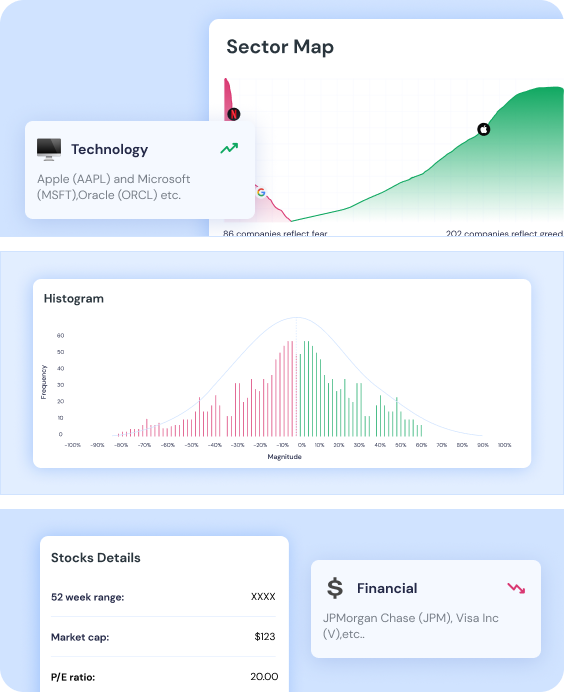 Sector Map
Technology
Apple (AAPL) and Microsoft
(MSFT),Oracle (ORCL) etc.
G
86 companies reflect fear
202 companies reflect greed
Histogram
Frequency
60
50
40
30
20
10
0
-100% -90% -80% -70% -60% -50% -40% -30% -20% -10% 0% 10% 20% 30% 40% 50% 60% 70% 80% 90% 100%
Magnitude
Stocks Details
52 week range: XXXX
Market cap: $123
P/E ratio: 20.00
$ Financial
JPMorgan Chase (JPM), Visa Inc
(V),etc..